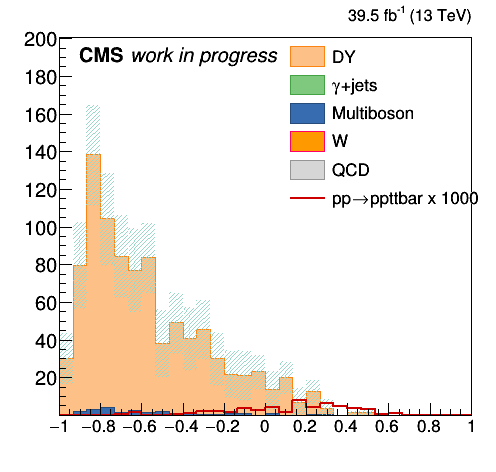 39.5 fb⁻¹ (13 TeV)
CMS work in progress
DY
γ+jets
Multiboson
W
QCD
pp→ppttbar x 1000
200
180
160
140
120
100
80
60
40
20
−1 −0.8 −0.6 −0.4 −0.2 0 0.2 0.4 0.6 0.8 1